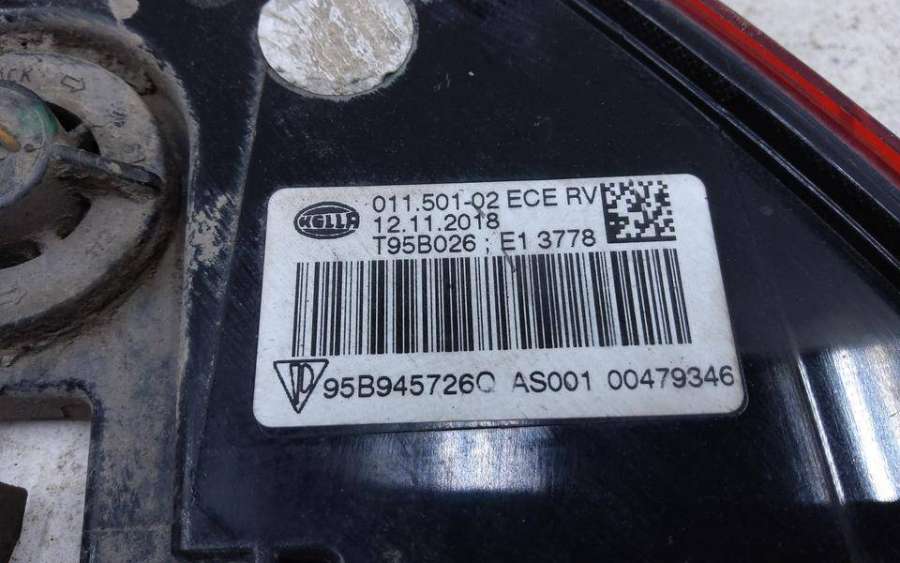 HELLA
011.501-02 ECE RV
12.11.2018
T95B026 ; E1 3778
95B945726Q AS001 00479346